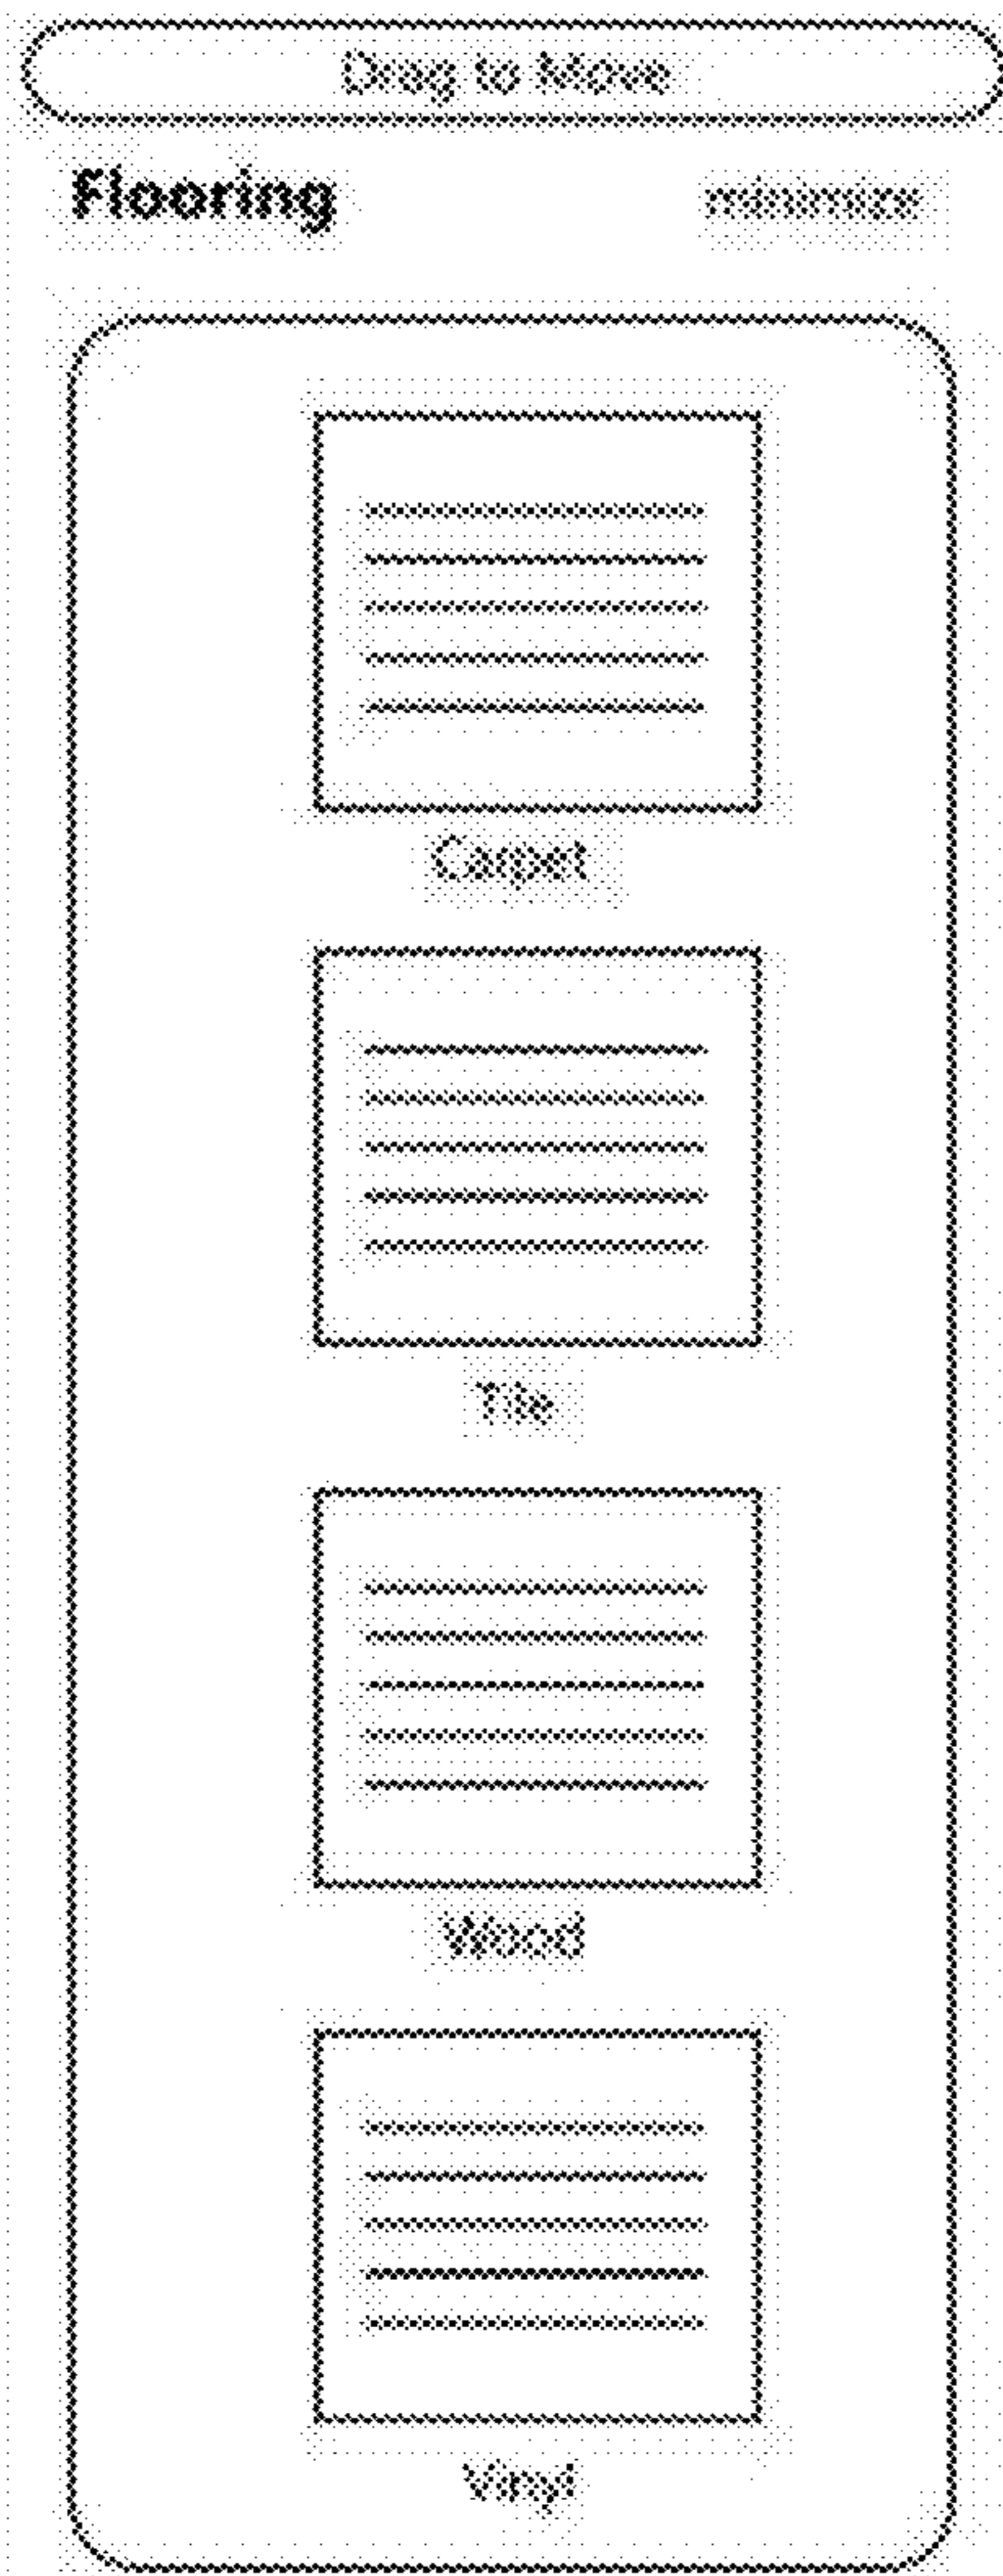 Drag to Move
Flooring minimize
Carpet
Tile
Wood
Vinyl